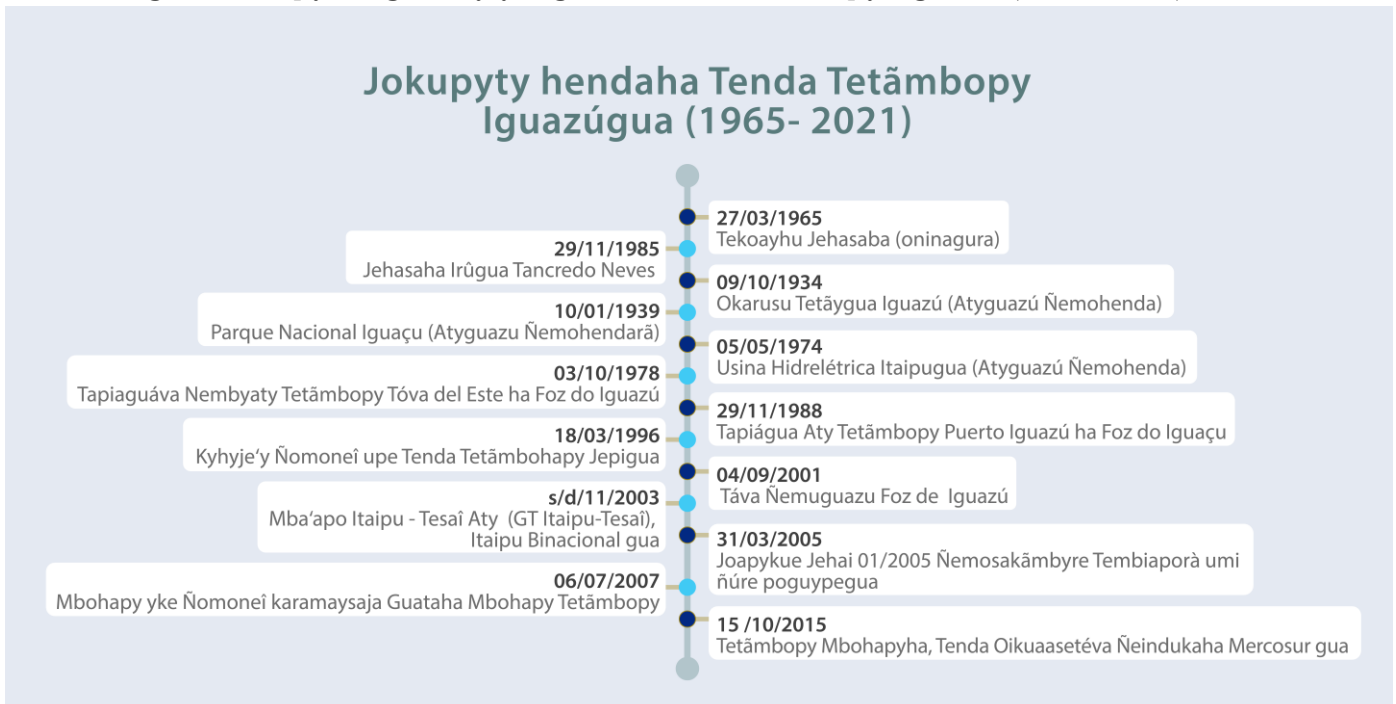 Jokupyty hendaha Tenda Tetãmbopy
Iguazúgua (1965- 2021)
27/03/1965
Tekoayhu Jehasaba (oninagura)
29/11/1985
Jehasaha Irûgua Tancredo Neves
09/10/1934
Okarusu Tetãygua Iguazú (Atyguazú Ñemohenda)
10/01/1939
Parque Nacional Iguaçu (Atyguazu Ñemohendarã)
05/05/1974
Usina Hidrelétrica Itaipugua (Atyguazú Ñemohenda)
03/10/1978
Tapiaguáva Nembyaty Tetãmbopy Tóva del Este ha Foz do Iguazú
29/11/1988
Tapiágua Aty Tetãmbopy Puerto Iguazú ha Foz do Iguaçu
18/03/1996
Kyhyje‘y Ñomoneî upe Tenda Tetãmbohapy Jepigua
04/09/2001
Táva Ñemuguazu Foz de Iguazú
s/d/11/2003
Mba‘apo Itaipu - Tesaî Aty (GT Itaipu-Tesaî),
Itaipu Binacional gua
31/03/2005
Joapykue Jehai 01/2005 Ñemosakãmbyre Tembiaporà umi
ñúre poguypegua
06/07/2007
Mbohapy yke Ñomoneî karamaysaja Guataha Mbohapy Tetãmbopy
15 /10/2015
Tetãmbopy Mbohapyha, Tenda Oikuaasetéva Ñeindukaha Mercosur gua